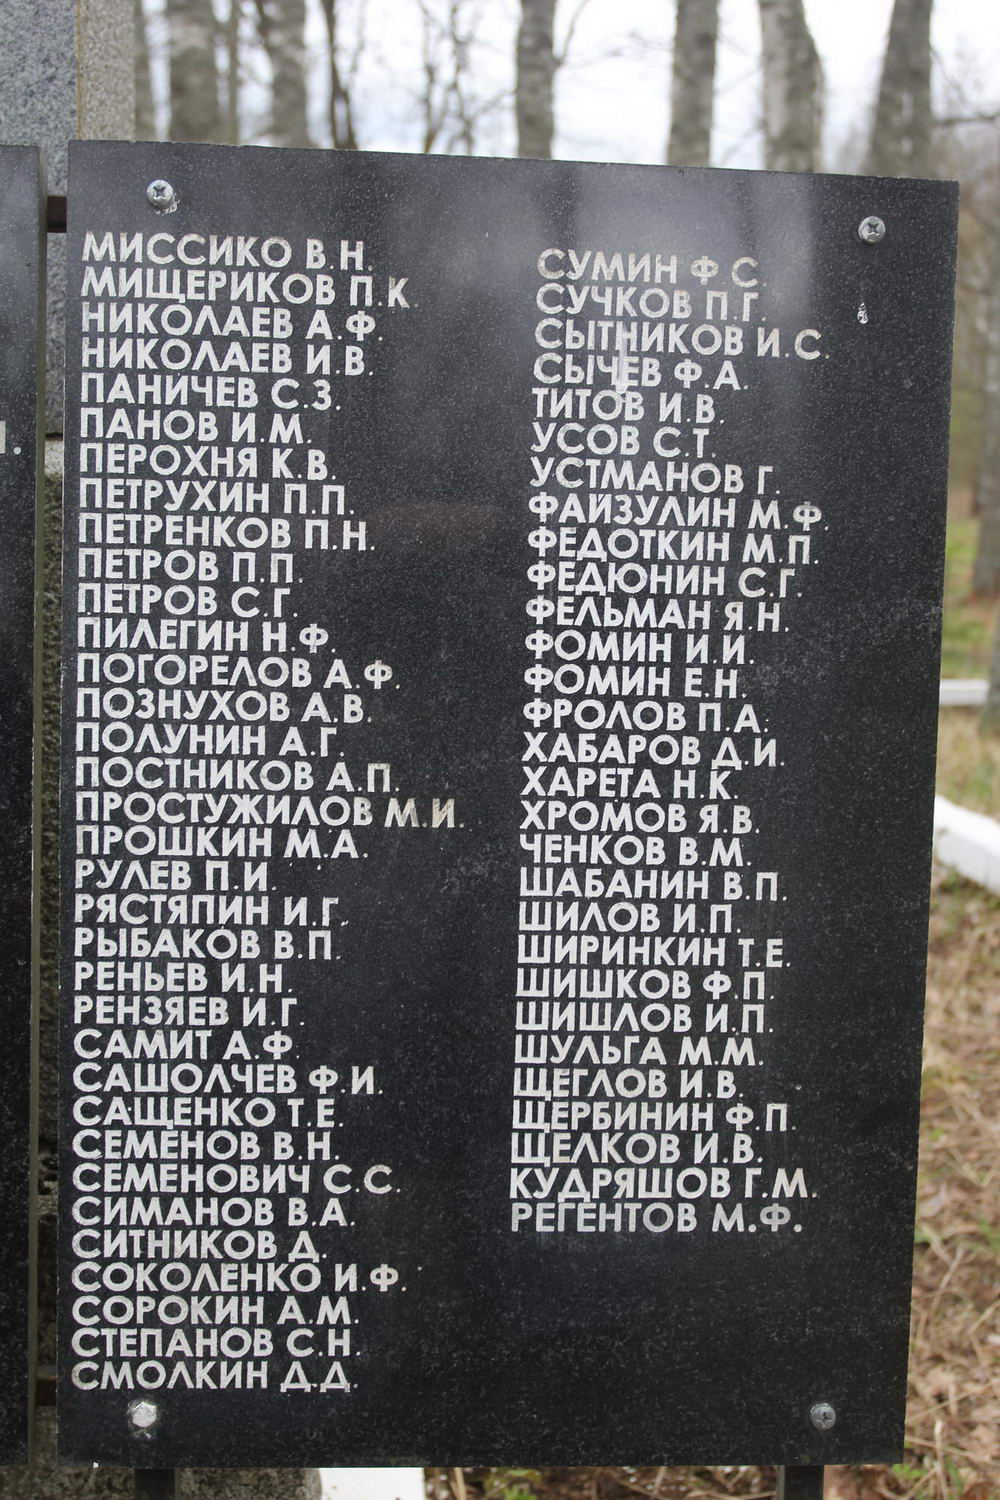 МИССИКО В.Н.
МИЩЕРИКОВ П.К.
НИКОЛАЕВ А.Ф.
НИКОЛАЕВ И.В.
ПАНИЧЕВ С.З.
ПАНОВ И.М.
ПЕРОХНЯ К.В.
ПЕТРУХИН П.П.
ПЕТРЕНКОВ П.Н.
ПЕТРОВ П.П.
ПЕТРОВ С.Г.
ПИЛЕГИН Н.Ф.
ПОГОРЕЛОВ А.Ф.
ПОЗНУХОВ А.В.
ПОЛУНИН А.Г.
ПОСТНИКОВ А.П.
ПРОСТУЖИЛОВ М.И.
ПРОШКИН М.А.
РУЛЕВ П.И.
РЯСТЯПИН И.Г.
РЫБАКОВ В.П.
РЕНЬЕВ И.Н.
РЕНЗЯЕВ И.Г.
САМИТ А.Ф.
САШОЛЧЕВ Ф.И.
САЩЕНКО Т.Е.
СЕМЁНОВ В.Н.
СЕМЕНОВИЧ С.С.
СИМАНОВ В.А.
СИТНИКОВ Д.
СОКОЛЕНКО И.Ф.
СОРОКИН А.М.
СТЕПАНОВ С.Н.
СМОЛКИН Д.Д.
СУМИН Ф.С.
СУЧКОВ П.Г.
СЫТНИКОВ И.С.
СЫЧЕВ Ф.А.
ТИТОВ И.В.
УСОВ С.Т.
УСТМАНОВ Г.
ФАЙЗУЛИН М.Ф.
ФЕДОТКИН М.П.
ФЕДЮНИН С.Г.
ФЕЛЬМАН Я.Н.
ФОМИН И.И.
ФОМИН Е.Н.
ФРОЛОВ П.А.
ХАБАРОВ Д.И.
ХАРЕТА Н.К.
ХРОМОВ Я.В.
ЧЕНКОВ В.М.
ШАБАНИН В.П.
ШИЛОВ И.П.
ШИРИНКИН Т.Е.
ШИШКОВ Ф.П.
ШИШЛОВ И.П.
ШУЛЬГА М.М.
ЩЕГЛОВ И.В.
ЩЕРБИНИН Ф.П.
ЩЕЛКОВ И.В.
КУДРЯШОВ Г.М.
РЕГЕНТОВ М.Ф.